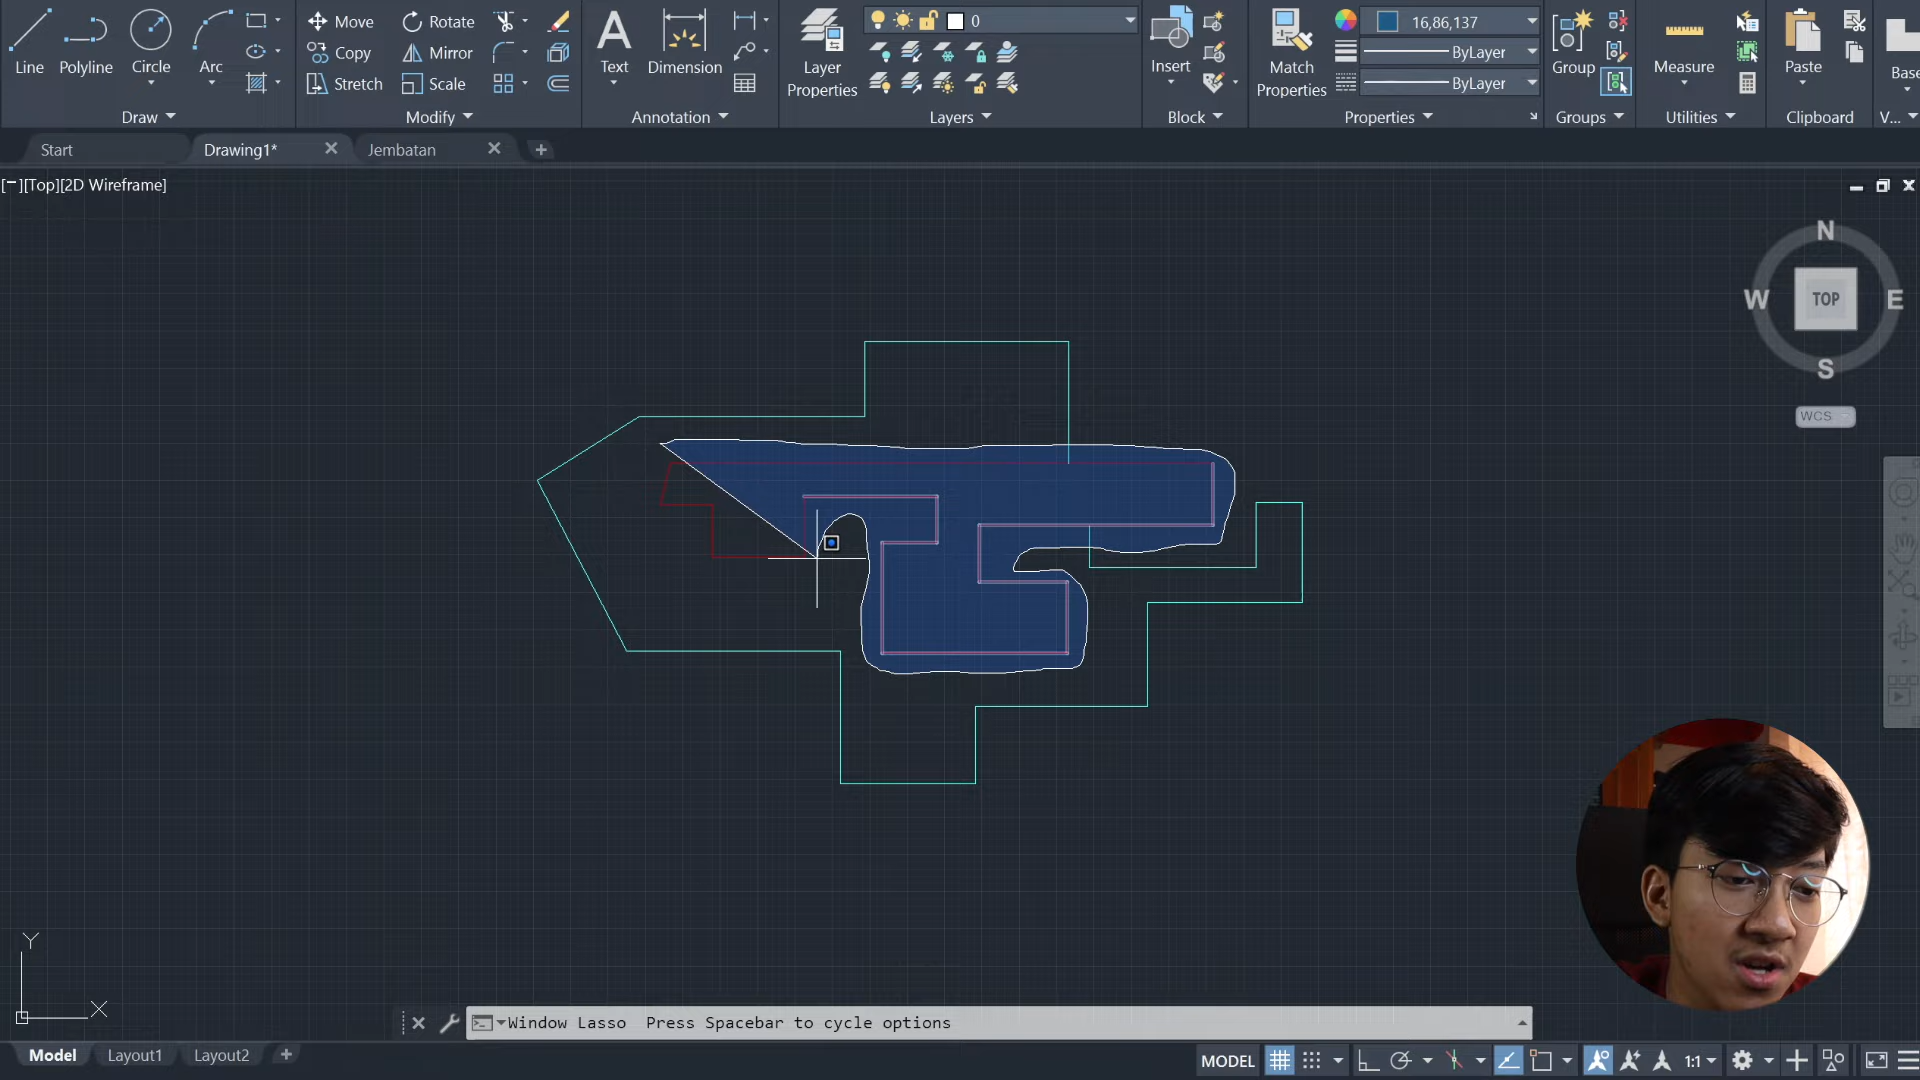 Line
Polyline
Circle
Arc
Move
Copy
Stretch
Rotate
Mirror
Scale
Text
Dimension
Layer
Properties
0
Insert
Match
Properties
16,86,137
ByLayer
ByLayer
Group
Measure
Paste
Base
Draw
Modify
Annotation
Layers
Block
Properties
Groups
Utilities
Clipboard
V...
Start
Drawing1*
Jembatan
[−][Top][2D Wireframe]
N
W
TOP
E
S
WCS
Y
X
Window Lasso  Press Spacebar to cycle options
Model
Layout1
Layout2
MODEL
1:1